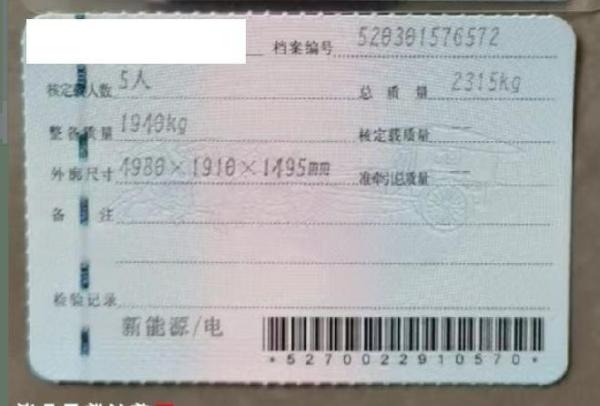 档案编号 520301576572
核定载人数 5人 总质量 2315kg
整备质量 1940kg 核定载质量 --
外廓尺寸 4980×1910×1495mm 准牵引总质量 --
备注
检验记录
新能源/电
*5270022910570*